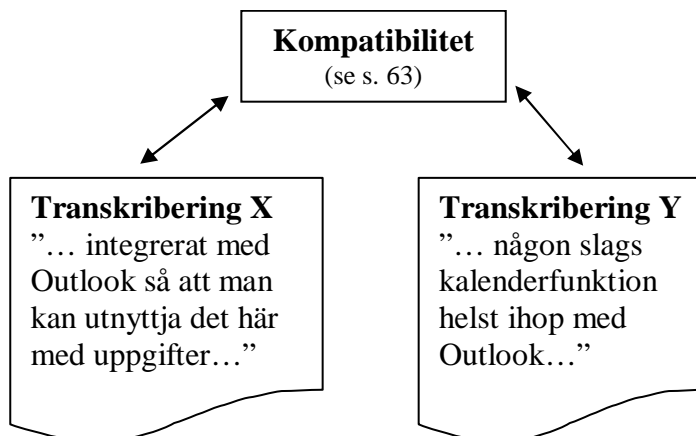 Kompatibilitet
(se s. 63)
Transkribering X
”… integrerat med
Outlook så att man
kan utnyttja det här
med uppgifter…”
Transkribering Y
”… någon slags
kalenderfunktion
helst ihop med
Outlook…”